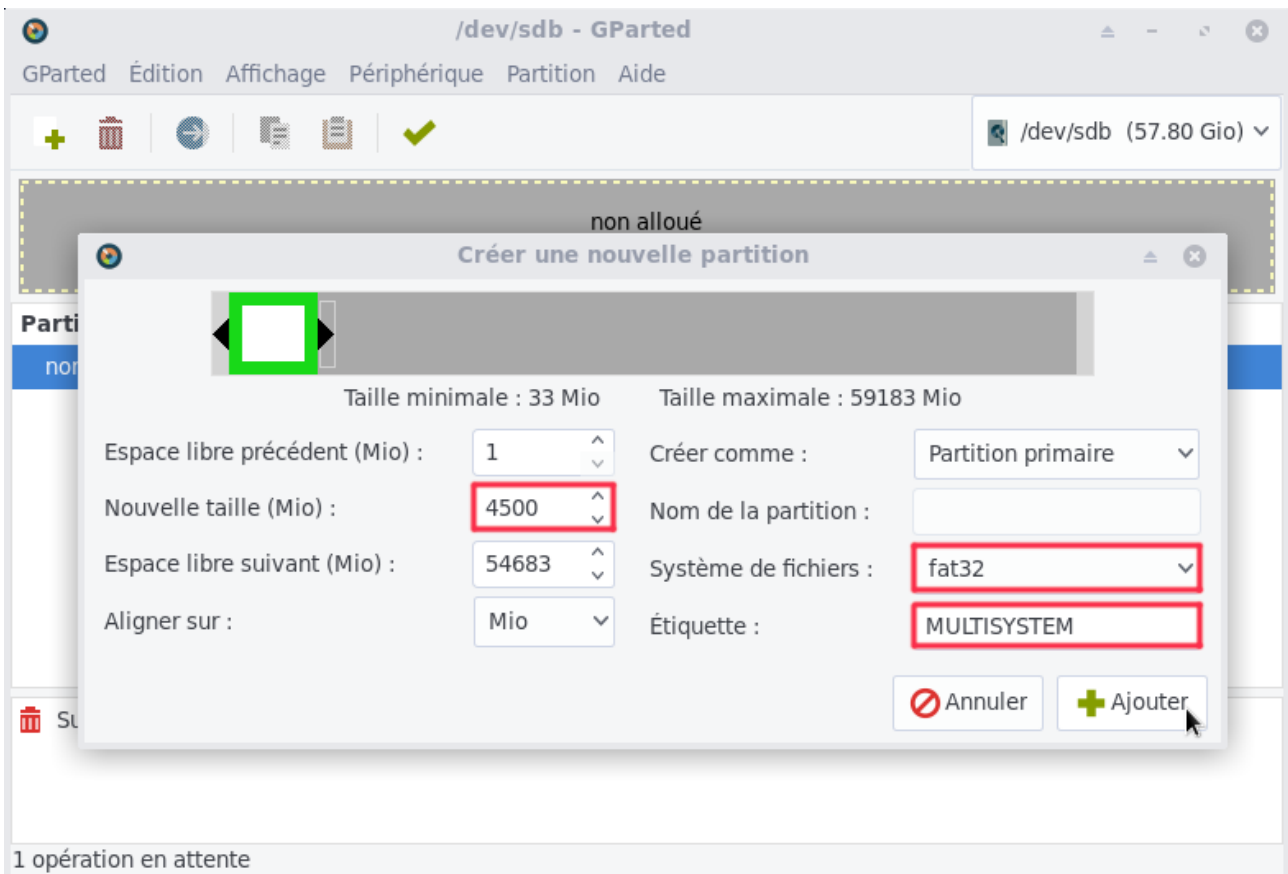 /dev/sdb - GParted
GParted Édition Affichage Périphérique Partition Aide
/dev/sdb (57.80 Gio)
non alloué
Créer une nouvelle partition
Parti
non
Taille minimale : 33 Mio Taille maximale : 59183 Mio
Espace libre précédent (Mio) : 1 Créer comme : Partition primaire
Nouvelle taille (Mio) : 4500 Nom de la partition :
Espace libre suivant (Mio) : 54683 Système de fichiers : fat32
Aligner sur : Mio Étiquette : MULTISYSTEM
Annuler Ajouter
Su
1 opération en attente